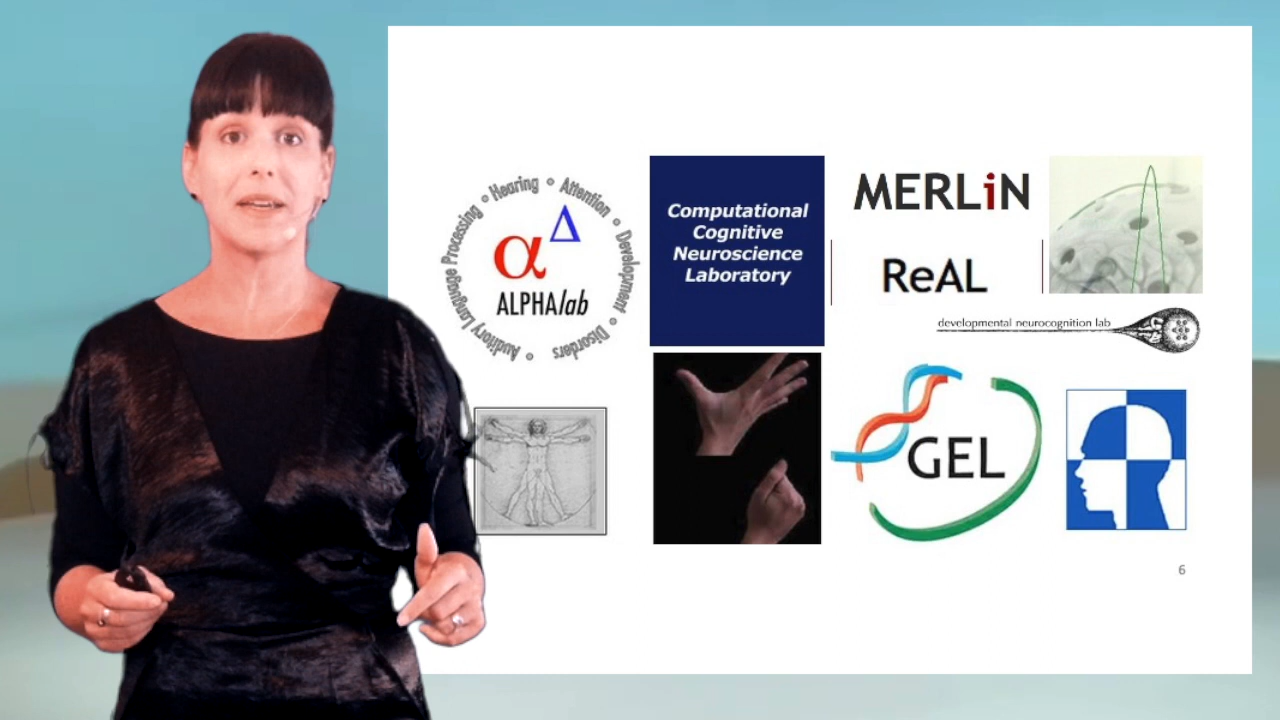 Auditory Language Processing • Hearing • Attention • Development • Disorders •
α Δ
ALPHAlab
Computational
Cognitive
Neuroscience
Laboratory
MERLiN
ReAL
developmental neurocognition lab
GEL
6